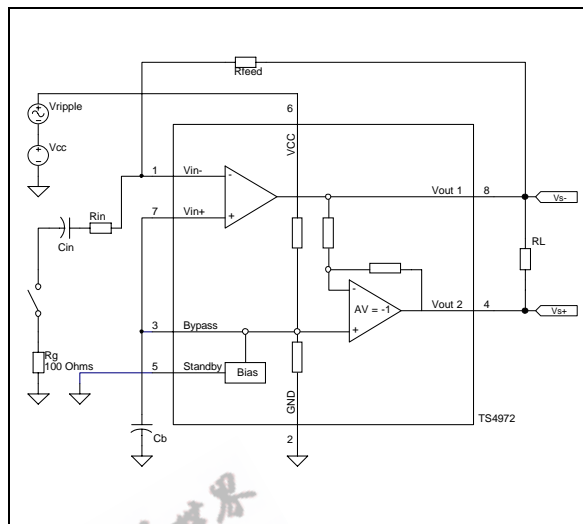 Rfeed
Vripple
6
Vcc
VCC
1 Vin- -
Vout 1 8 Vs-
Rin
7 Vin+ +
Cin
RL
-
AV = -1 Vout 2 4 Vs+
3 Bypass +
Rg
100 Ohms
5 Standby
Bias
GND
TS4972
Cb
2
界